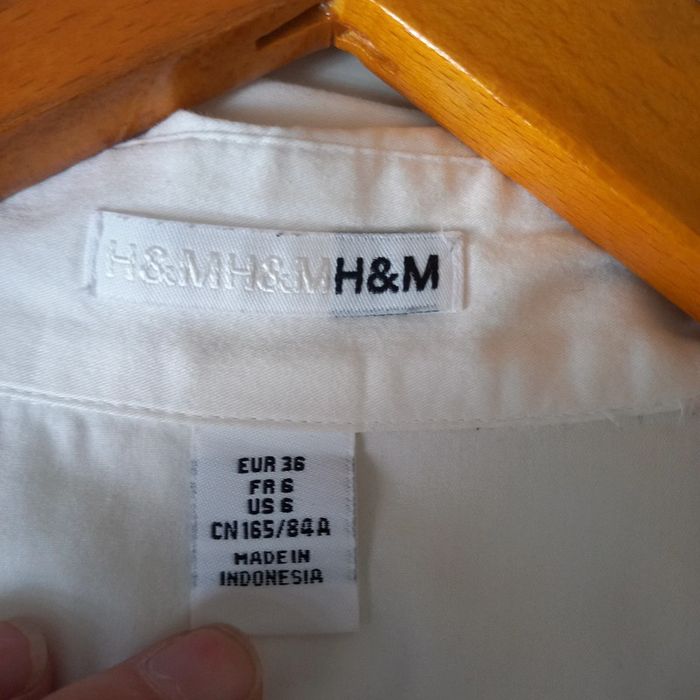 H&MH&MH&M
EUR 36
FR 6
US 6
CN165/84A
MADE IN
INDONESIA